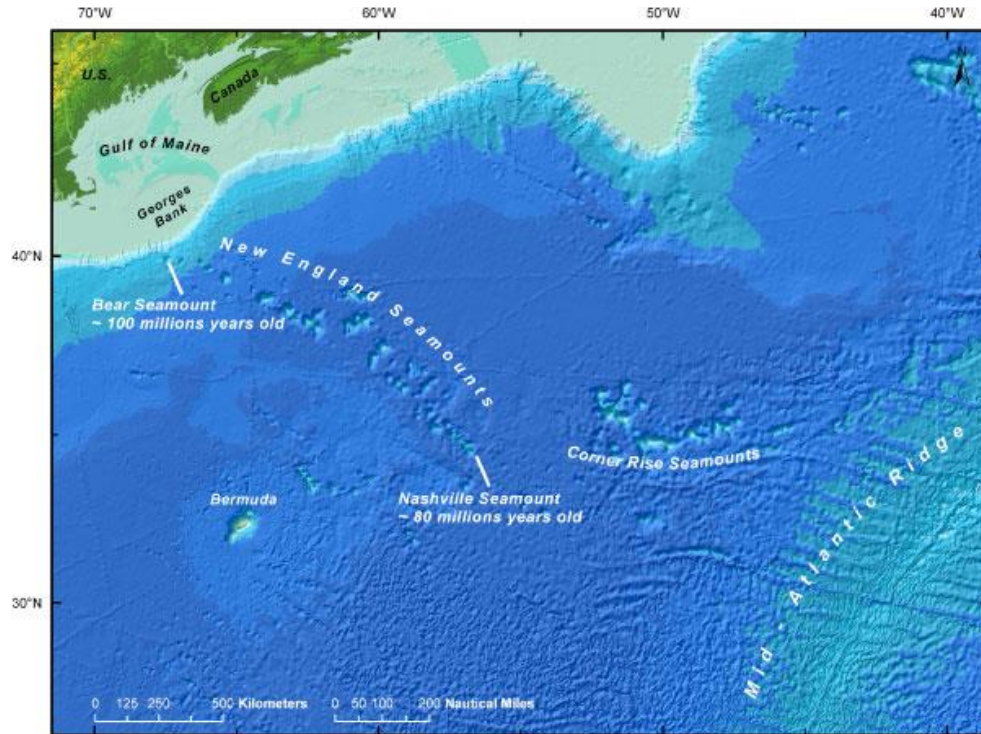 70°W 60°W 50°W 40°W
N
U.S.
Canada
Gulf of Maine
Georges
Bank
40°N
New England Seamounts
Bear Seamount
~ 100 millions years old
Corner Rise Seamounts
Mid - Atlantic Ridge
Bermuda
Nashville Seamount
~ 80 millions years old
30°N
0 125 250 500 Kilometers 0 50 100 200 Nautical Miles